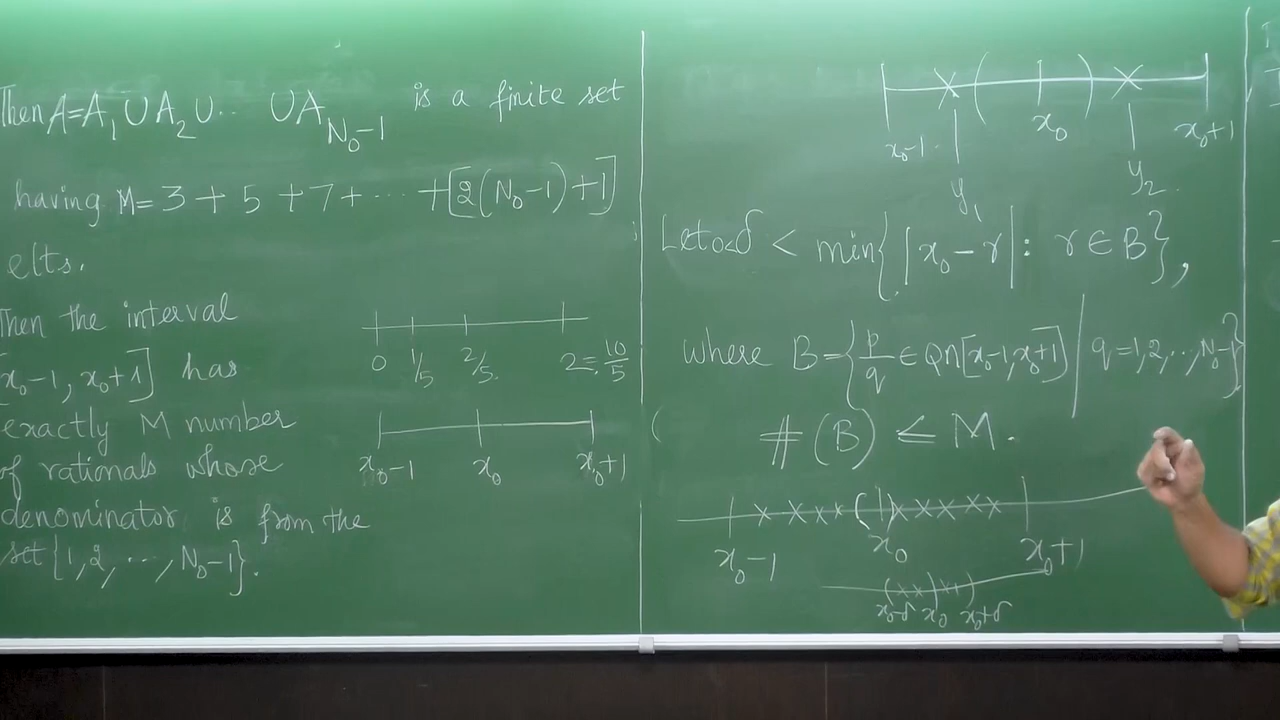 Then A=A₁ ∪ A₂ ∪ .. ∪ A_{N₀-1} is a finite set
having M= 3 + 5 + 7 + ... + [2(N₀-1)+1]
elts.
Then the interval
[x₀-1, x₀+1] has
exactly M number
of rationals whose
denominator is from the
set {1, 2, ..., N₀-1}.
0 1/5 2/5. 2 = 10/5
x₀-1 x₀ x₀+1
x₀-1. x₀ x₀+1
y₁ y₂
Let 0<δ < min{ |x₀ - r| : r ∈ B },
where B={ p/q ∈ Q∩[x₀-1, x₀+1] | q=1,2,..,N₀-1 }
# (B) ≤ M.
x₀-1 x₀ x₀+1
x₀-δ x₀ x₀+δ